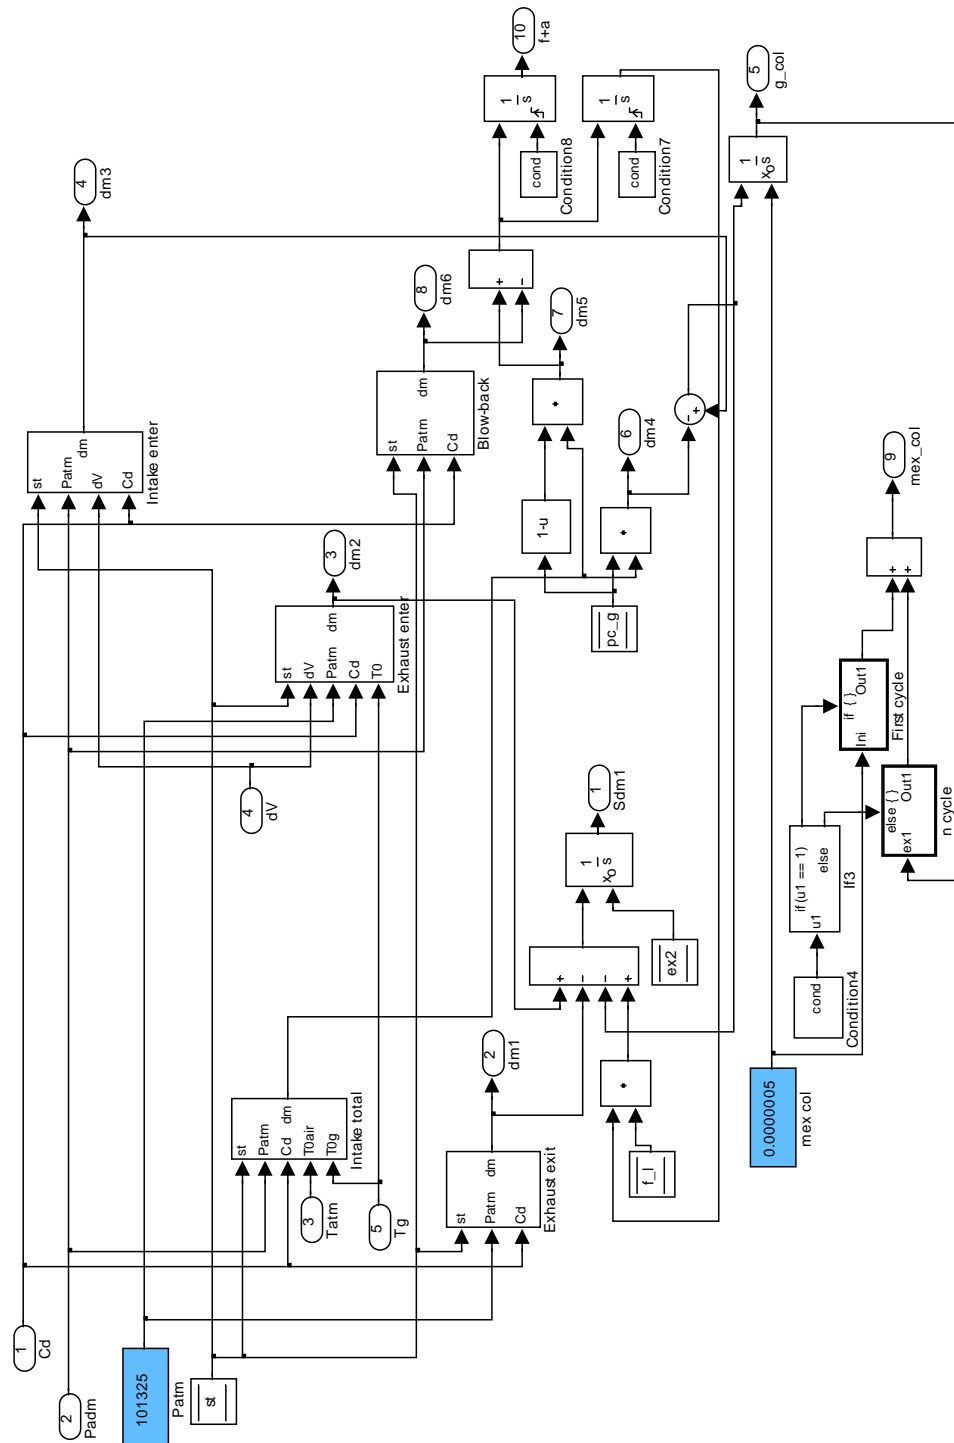 1
Cd
2
Padm
101325
Patm
st
st
Patm
Cd
T0air
T0g
dm
Intake total
3
Tatm
5
Tg
st
Patm
Cd
dm
Exhaust exit
2
dm1
f_l
*
0.0000005
mex col
+
-
-
+
ex2
1
s
xo
1
Sdm1
cond
Condition4
u1
if(u1 == 1)
else
If3
4
dV
st
dV
Patm
Cd
T0
dm
Exhaust enter
3
dm2
pc_g
1-u
*
*
6
dm4
7
dm5
st
Patm
dV
Cd
dm
Intake enter
4
dm3
st
Patm
Cd
dm
Blow-back
8
dm6
+
-
-
+
cond
Condition8
cond
Condition7
1
s
1
s
10
f+a
1
s
xo
5
g_col
Ini
if { }
Out1
First cycle
ex1
else { }
Out1
n cycle
+
+
9
mex_col